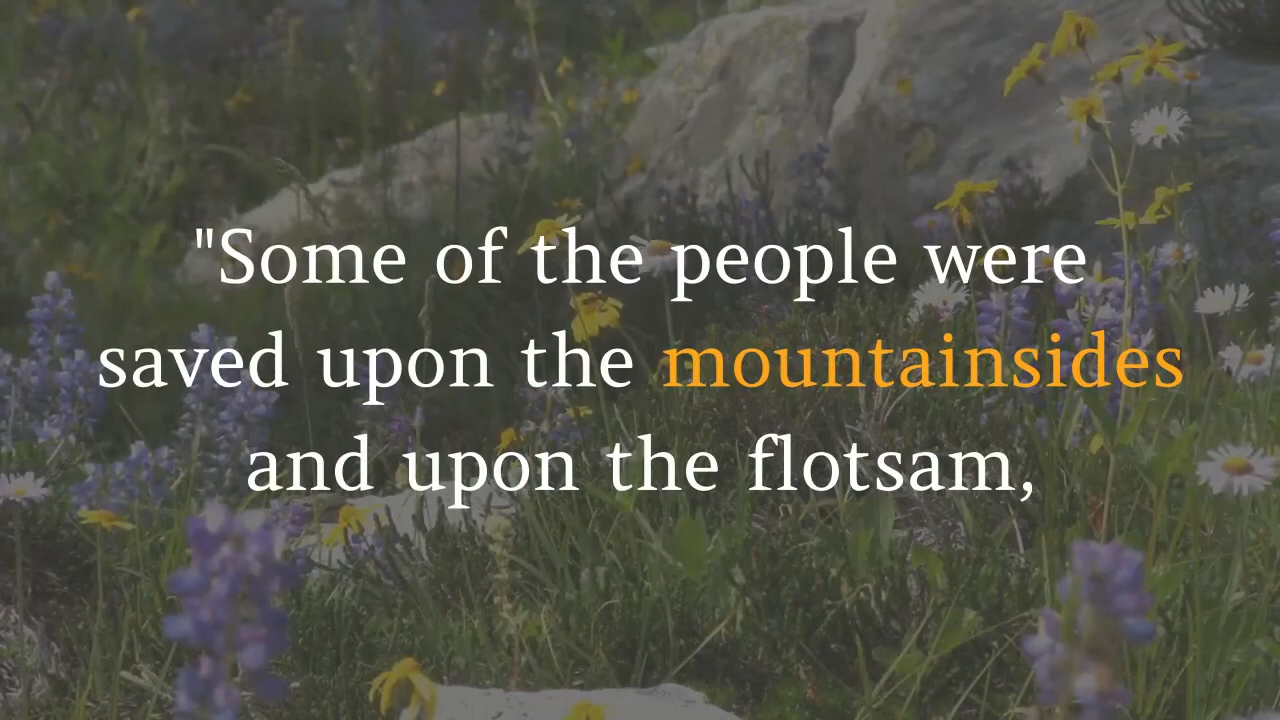 "Some of the people were
saved upon the mountainsides
and upon the flotsam,